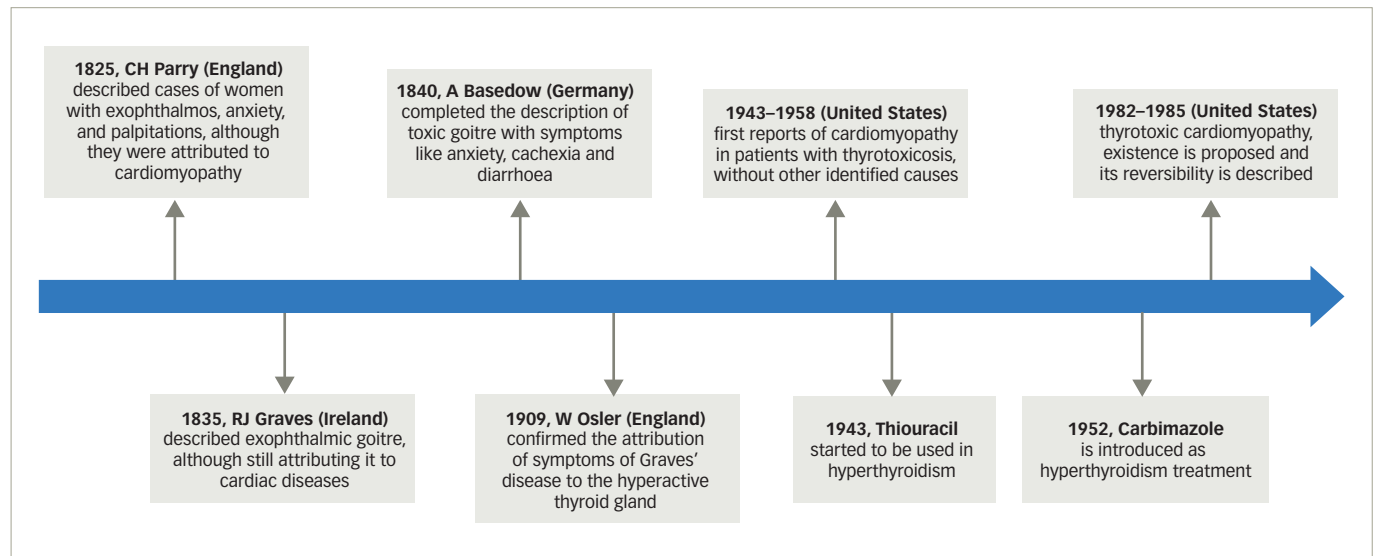 1825, CH Parry (England)
described cases of women
with exophthalmos, anxiety,
and palpitations, although
they were attributed to
cardiomyopathy
1840, A Basedow (Germany)
completed the description of
toxic goitre with symptoms
like anxiety, cachexia and
diarrhoea
1943–1958 (United States)
first reports of cardiomyopathy
in patients with thyrotoxicosis,
without other identified causes
1982–1985 (United States)
thyrotoxic cardiomyopathy,
existence is proposed and
its reversibility is described
1835, RJ Graves (Ireland)
described exophthalmic goitre,
although still attributing it to
cardiac diseases
1909, W Osler (England)
confirmed the attribution
of symptoms of Graves’
disease to the hyperactive
thyroid gland
1943, Thiouracil
started to be used in
hyperthyroidism
1952, Carbimazole
is introduced as
hyperthyroidism treatment